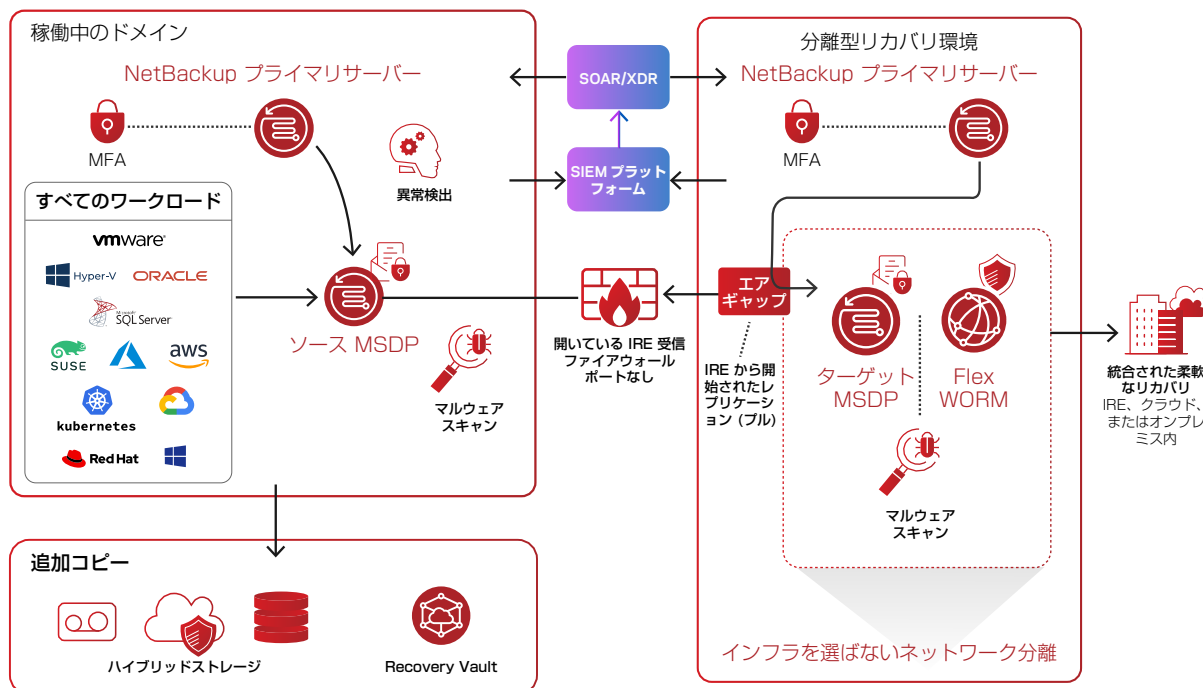 稼働中のドメイン
NetBackup プライマリサーバー
MFA
異常検出
すべてのワークロード
vmware®
Hyper-V
ORACLE
Microsoft
SQL Server
SUSE
aws
kubernetes
Red Hat
ソース MSDP
マルウェア
スキャン
SOAR/XDR
SIEM プラット
フォーム
開いている IRE 受信
ファイアウォール
ポートなし
分離型リカバリ環境
NetBackup プライマリサーバー
MFA
エア
ギャップ
IRE から開
始されたレ
プリケーシ
ョン (プル)
ターゲット
MSDP
Flex
WORM
マルウェア
スキャン
インフラを選ばないネットワーク分離
統合された柔軟
なリカバリ
IRE、クラウド、
またはオンプレ
ミス内
追加コピー
ハイブリッドストレージ
Recovery Vault